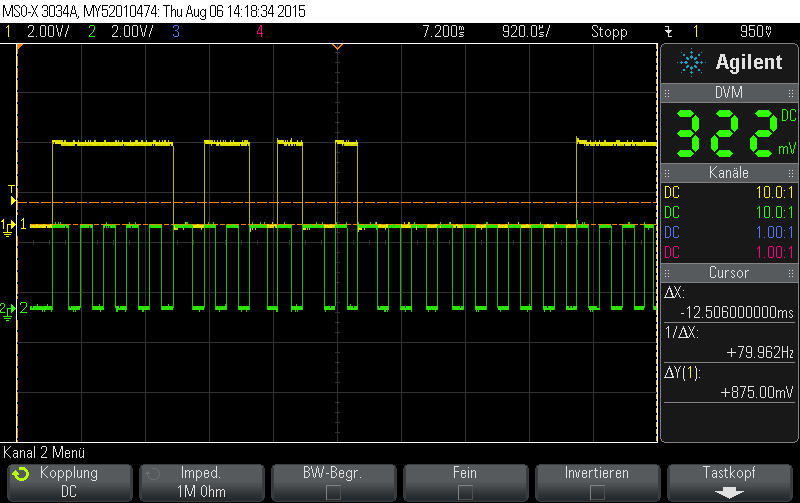 MSO-X 3034A, MY52010474: Thu Aug 06 14:18:34 2015
1 2.00V/ 2 2.00V/ 3 4 7.200s 920.0s/ Stopp 1 950V
Agilent
DVM
322 DC mV
Kanäle
DC 10.0:1
DC 10.0:1
DC 1.00:1
DC 1.00:1
Cursor
ΔX:
-12.506000000ms
1/ΔX:
+79.962Hz
ΔY(1):
+875.00mV
T
1 1
2 2
Kanal 2 Menü
Kopplung
DC
Imped.
1M Ohm
BW-Begr.
Fein
Invertieren
Tastkopf